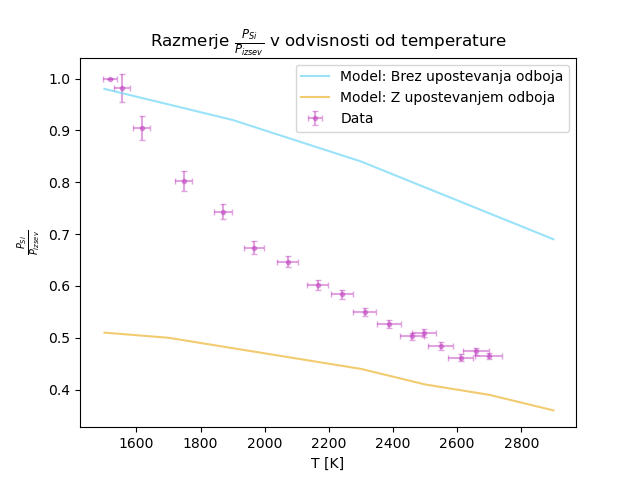 Razmerje P_Si/P_izsev v odvisnosti od temperature
Model: Brez upostevanja odboja
Model: Z upostevanjem odboja
Data
1.0
0.9
0.8
0.7
0.6
0.5
0.4
P_Si/P_izsev
1600 1800 2000 2200 2400 2600 2800
T [K]